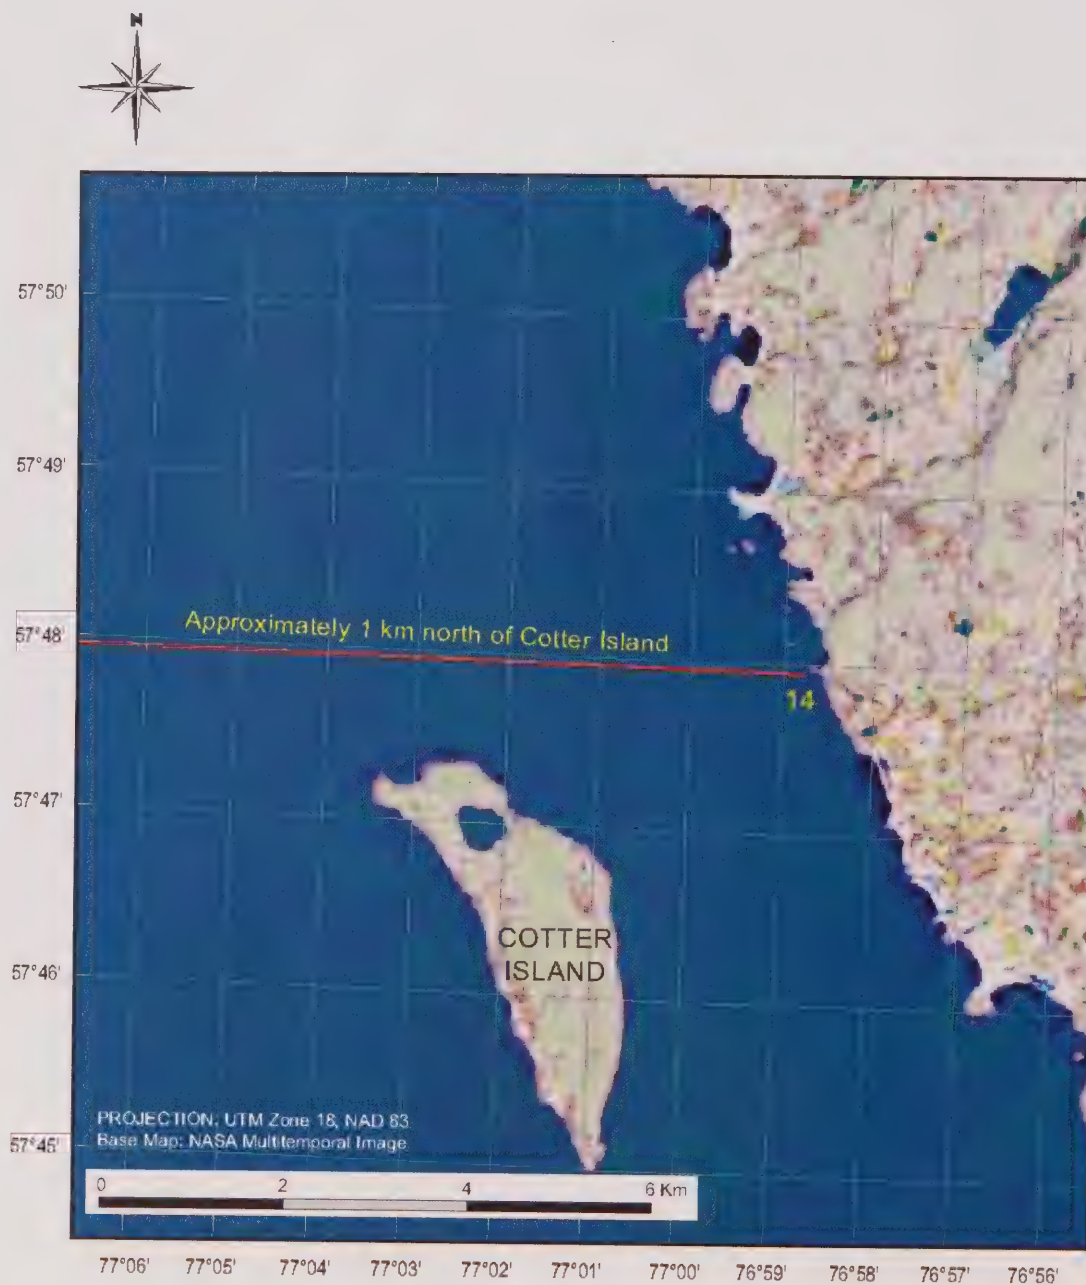 N
57°50'
57°49'
57°48'
Approximately 1 km north of Cotter Island
14
57°47'
COTTER
ISLAND
57°46'
PROJECTION: UTM Zone 18, NAD 83
Base Map: NASA Multitemporal Image
57°45'
0 2 4 6 Km
77°06' 77°05' 77°04' 77°03' 77°02' 77°01' 77°00' 76°59' 76°58' 76°57' 76°56'